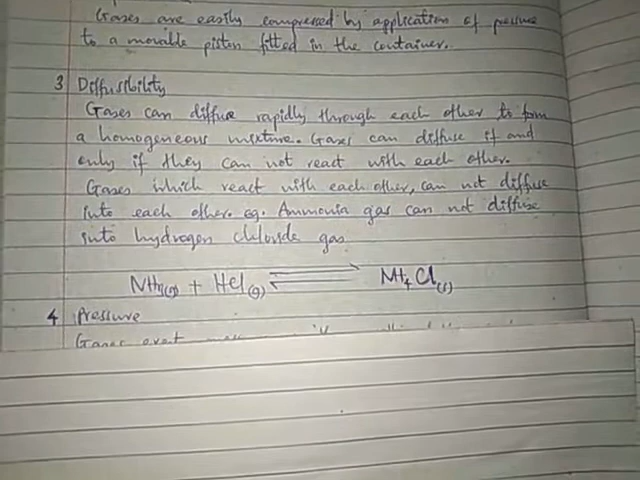 Gases are easily compressed by application of pressure
to a movable piston fitted in the container.
3 Diffusibility
Gases can diffuse rapidly through each other to form
a homogeneous mixture. Gases can diffuse if and
only if they can not react with each other.
Gases which react with each other, can not diffuse
into each other. eg. Ammonia gas can not diffuse
into hydrogen chloride gas
NH3(g) + HCl(g) ⇌ NH4Cl(s)
4 Pressure
Gases exert